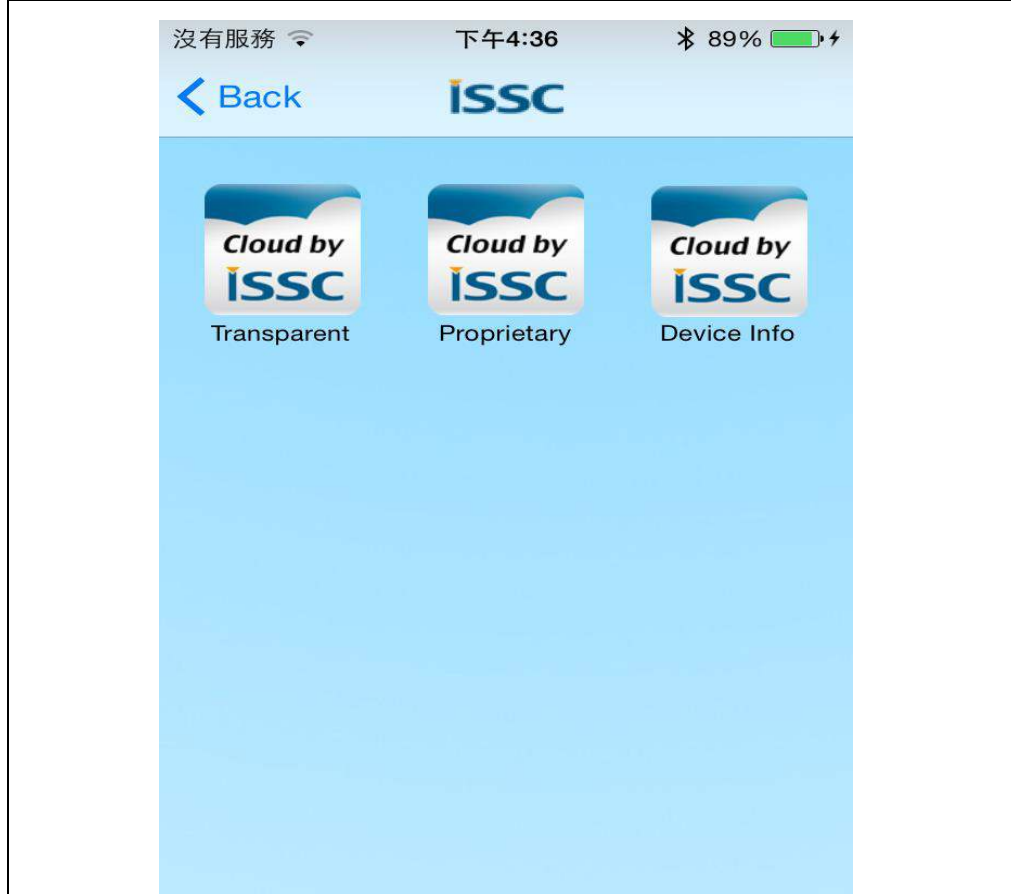 沒有服務 下午4:36 89%
Back ISSC
Cloud by Cloud by Cloud by
ISSC ISSC ISSC
Transparent Proprietary Device Info